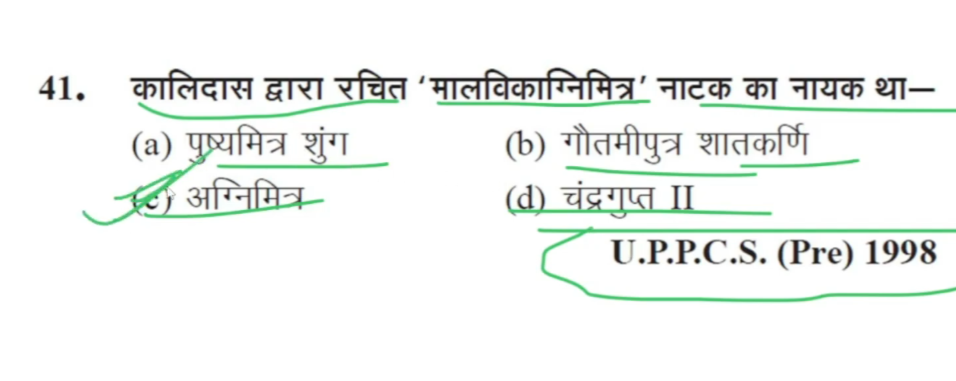 41. कालिदास द्वारा रचित ‘मालविकाग्निमित्र’ नाटक का नायक था—
(a) पुष्यमित्र शुंग (b) गौतमीपुत्र शातकर्णि
(c) अग्निमित्र (d) चंद्रगुप्त II
U.P.P.C.S. (Pre) 1998